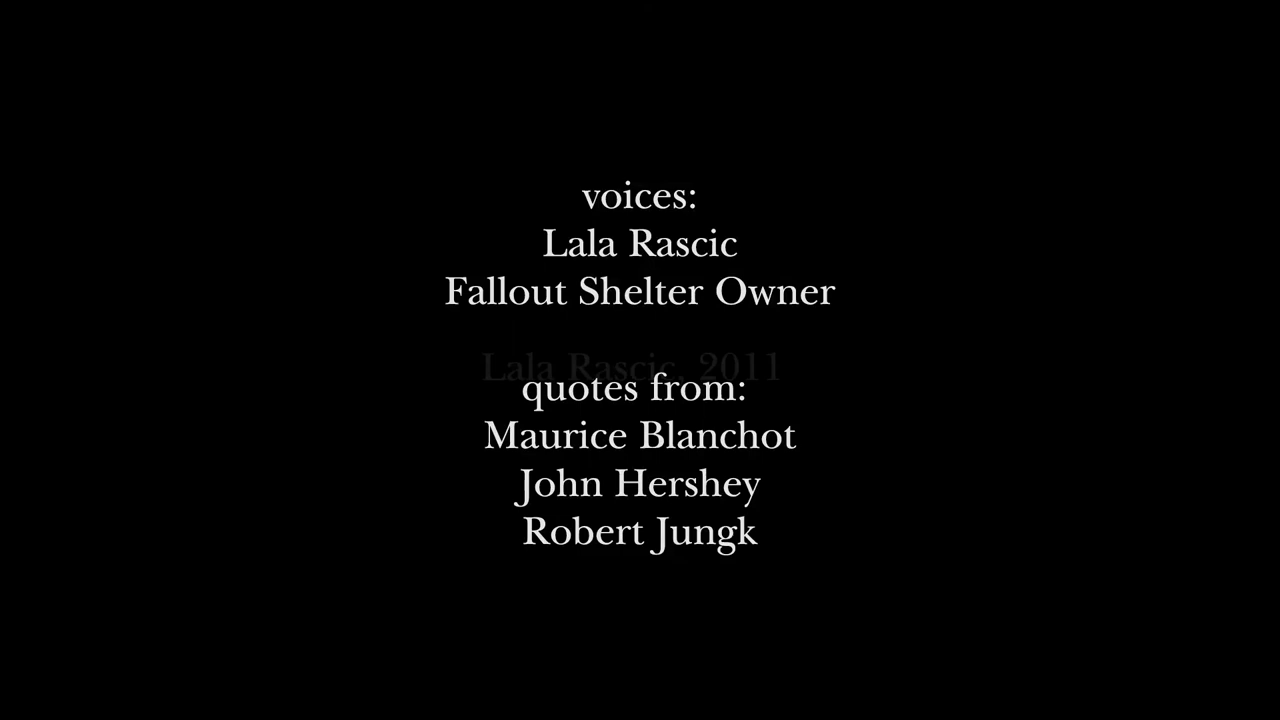 voices:
Lala Rascic
Fallout Shelter Owner
Lala Rascic, 2011
quotes from:
Maurice Blanchot
John Hershey
Robert Jungk